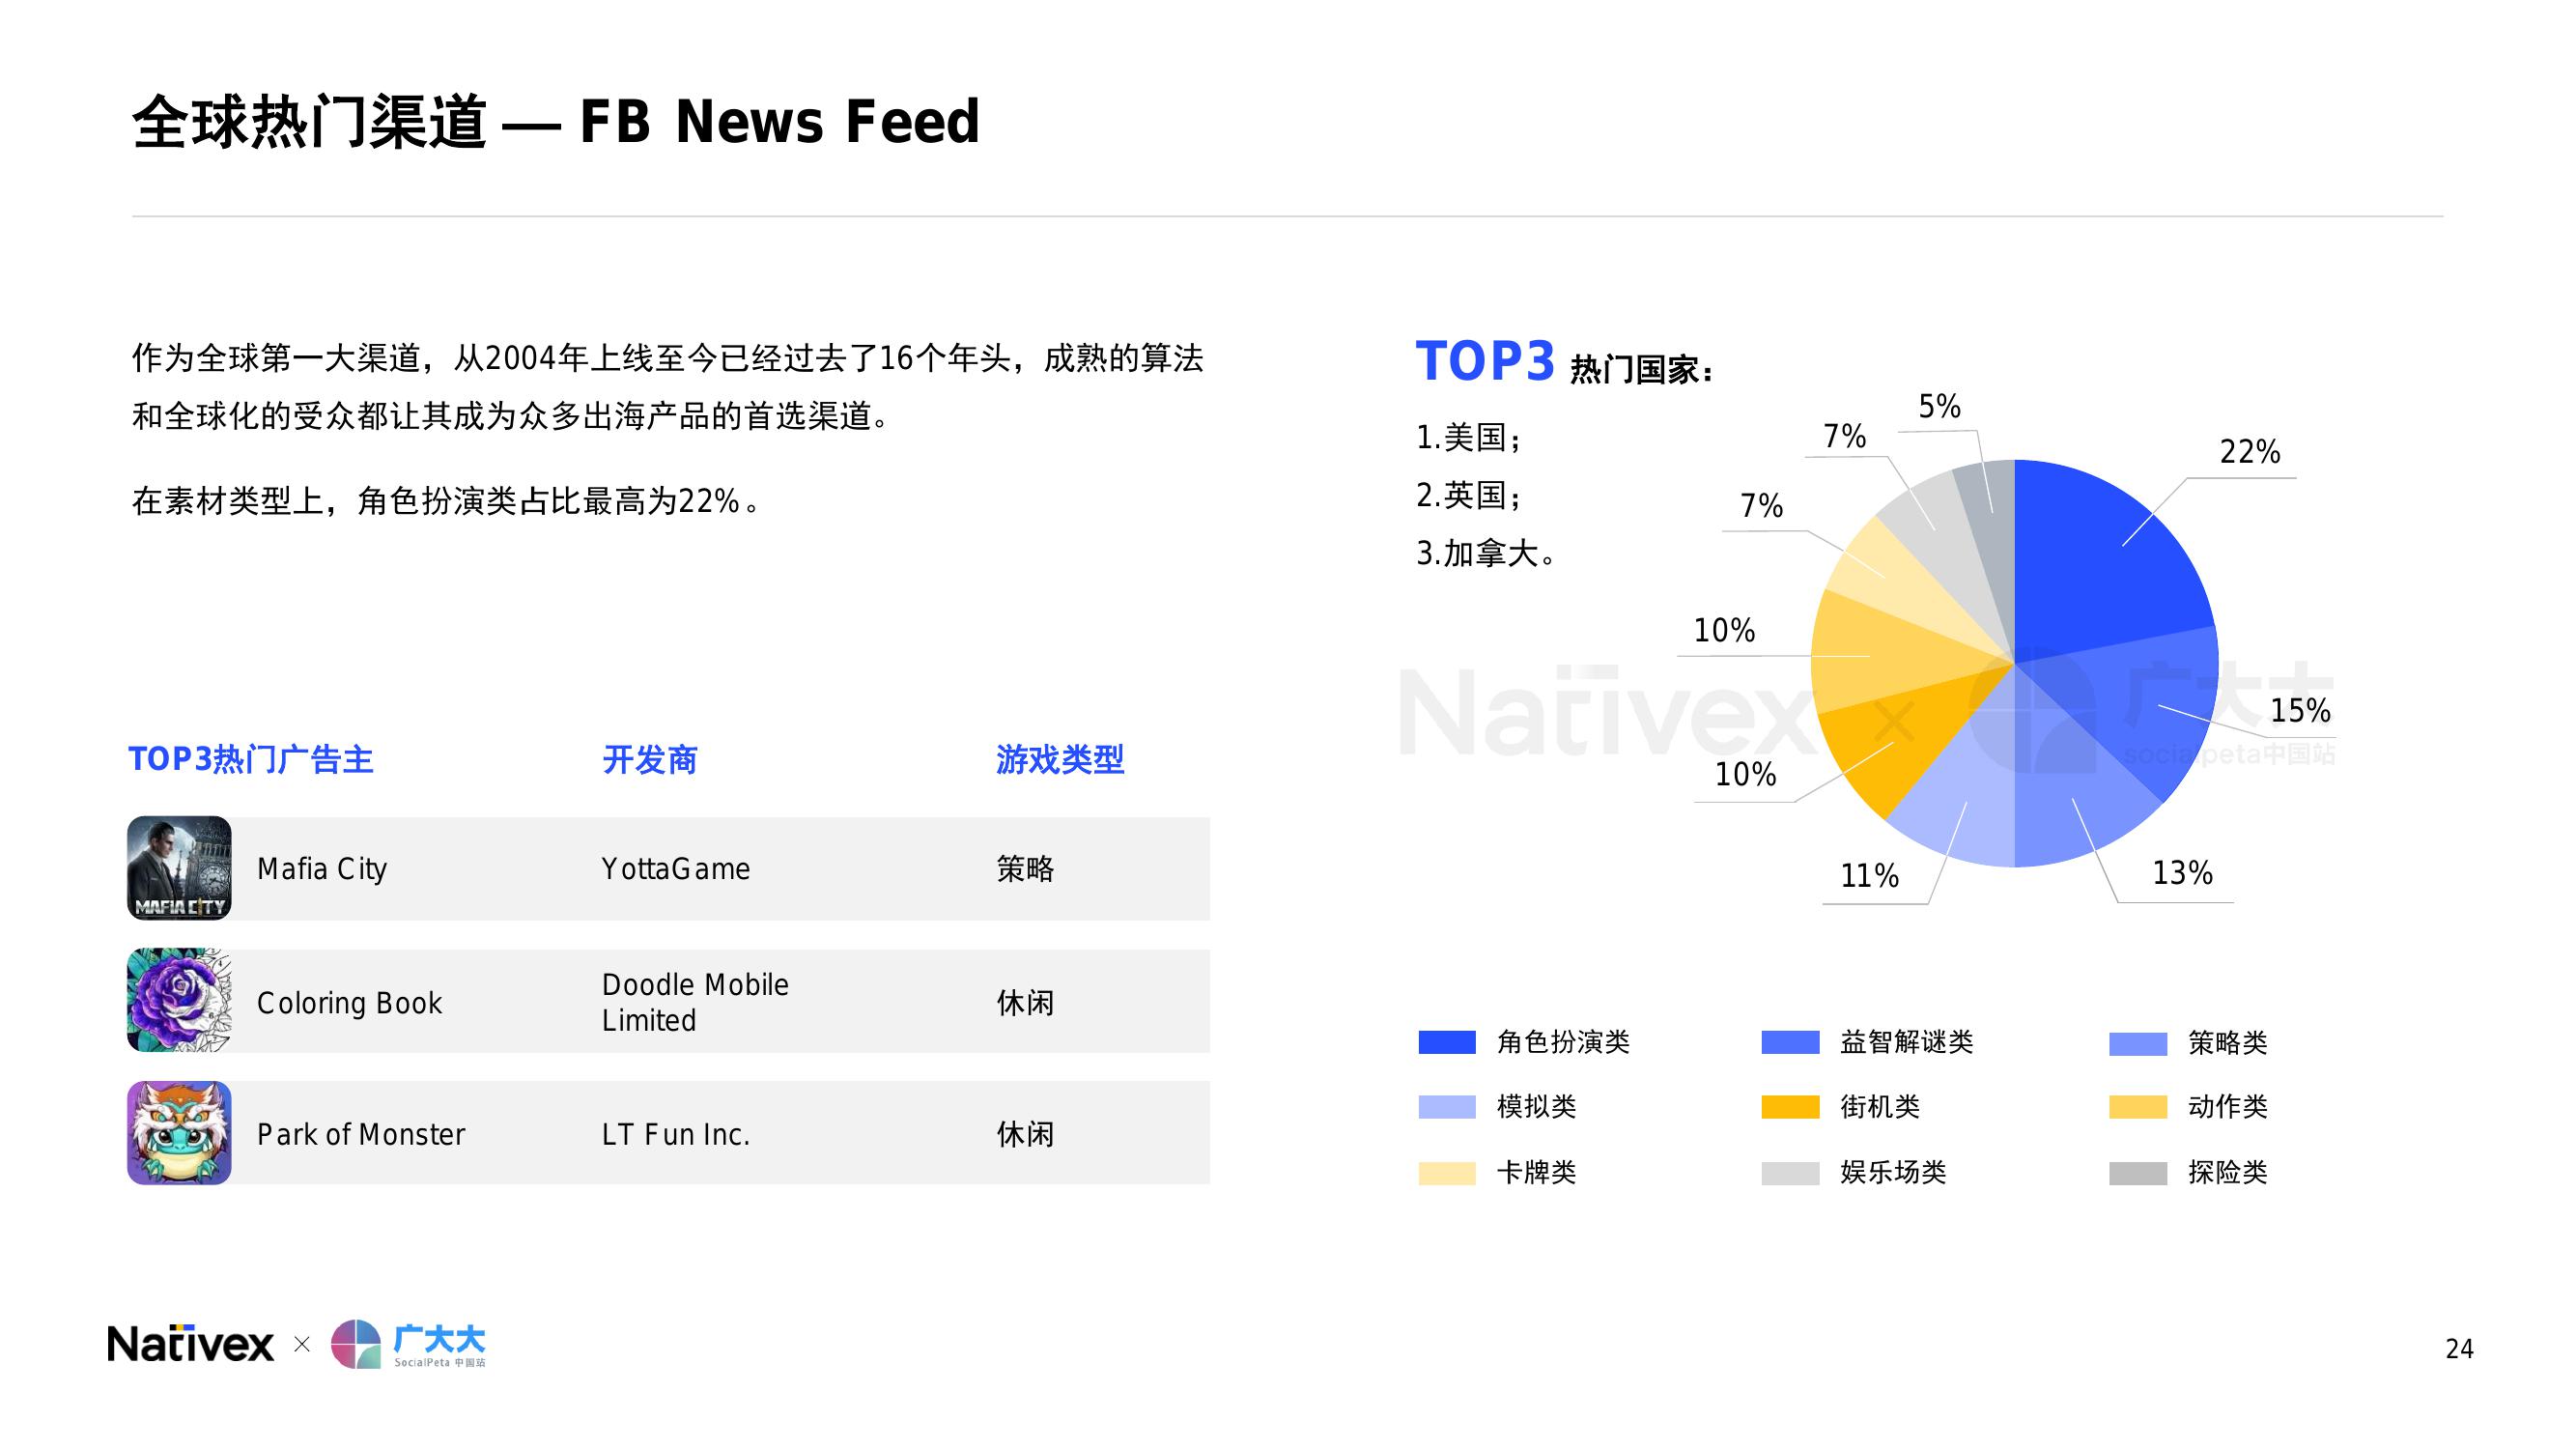 全球热门渠道 — FB News Feed
作为全球第一大渠道，从2004年上线至今已经过去了16个年头，成熟的算法
和全球化的受众都让其成为众多出海产品的首选渠道。
在素材类型上，角色扮演类占比最高为22%。
TOP3热门广告主 开发商 游戏类型
MAFIA CITY
Mafia City YottaGame 策略
Coloring Book Doodle Mobile
Limited 休闲
Park of Monster LT Fun Inc. 休闲
TOP3 热门国家：
1.美国；
2.英国；
3.加拿大。
5%
7%
22%
7%
10%
15%
10%
11%
13%
Nativex × 广大大
socialpeta中国站
角色扮演类 益智解谜类 策略类
模拟类 街机类 动作类
卡牌类 娱乐场类 探险类
Nativex × 广大大
SocialPeta 中国站
24